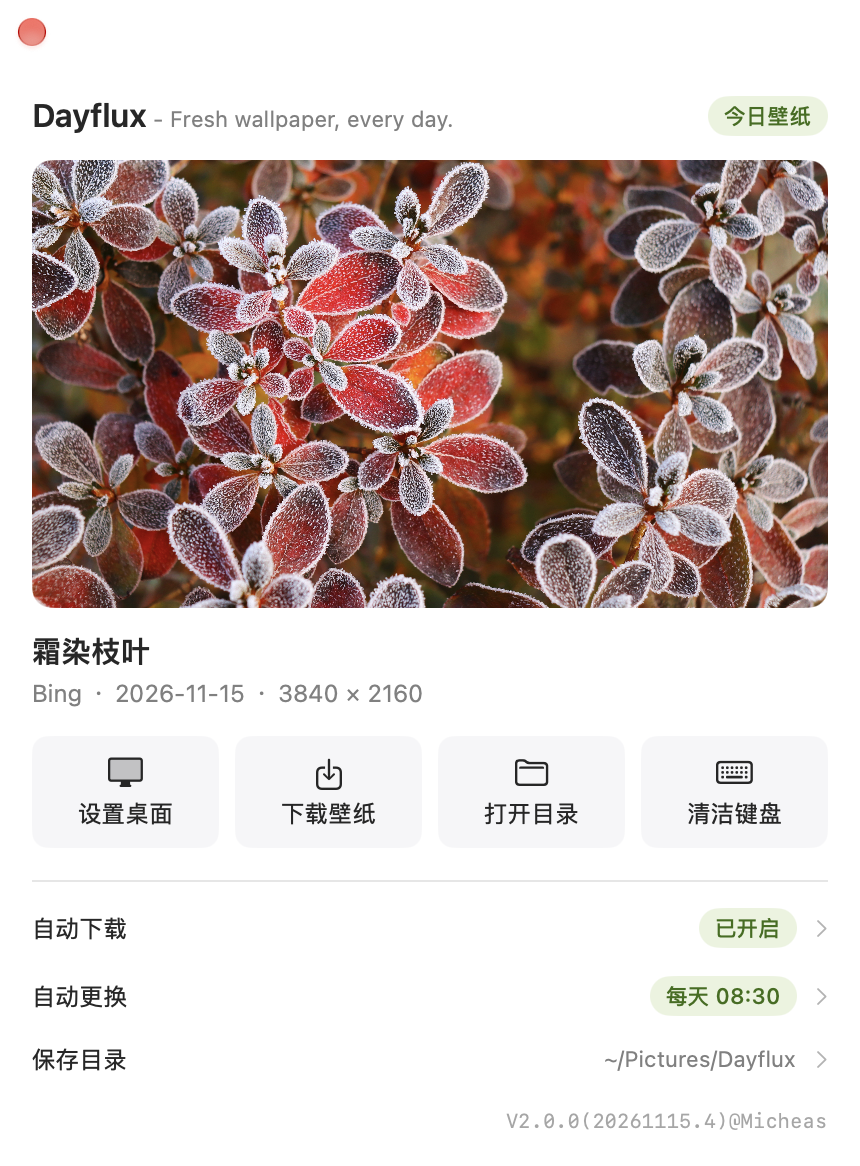 Dayflux - Fresh wallpaper, every day.
今日壁纸
霜染枝叶
Bing · 2026-11-15 · 3840 × 2160
设置桌面
下载壁纸
打开目录
清洁键盘
自动下载
已开启
自动更换
每天 08:30
保存目录
~/Pictures/Dayflux
V2.0.0(20261115.4)@Micheas